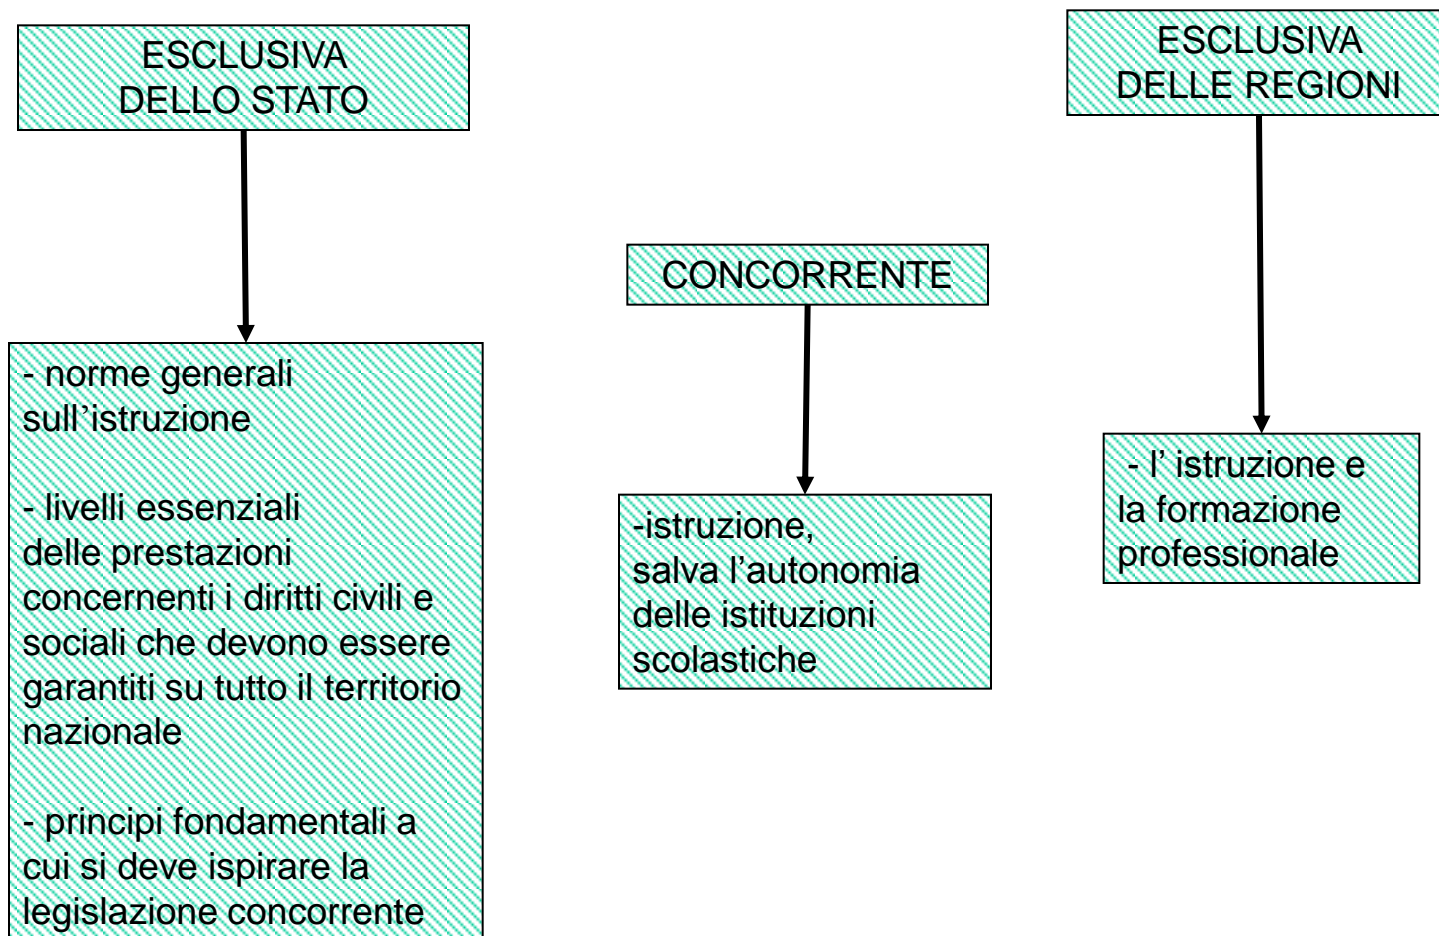 ESCLUSIVA
DELLO STATO
- norme generali
sull’istruzione
- livelli essenziali
delle prestazioni
concernenti i diritti civili e
sociali che devono essere
garantiti su tutto il territorio
nazionale
- principi fondamentali a
cui si deve ispirare la
legislazione concorrente
CONCORRENTE
-istruzione,
salva l’autonomia
delle istituzioni
scolastiche
ESCLUSIVA
DELLE REGIONI
- l’ istruzione e
la formazione
professionale